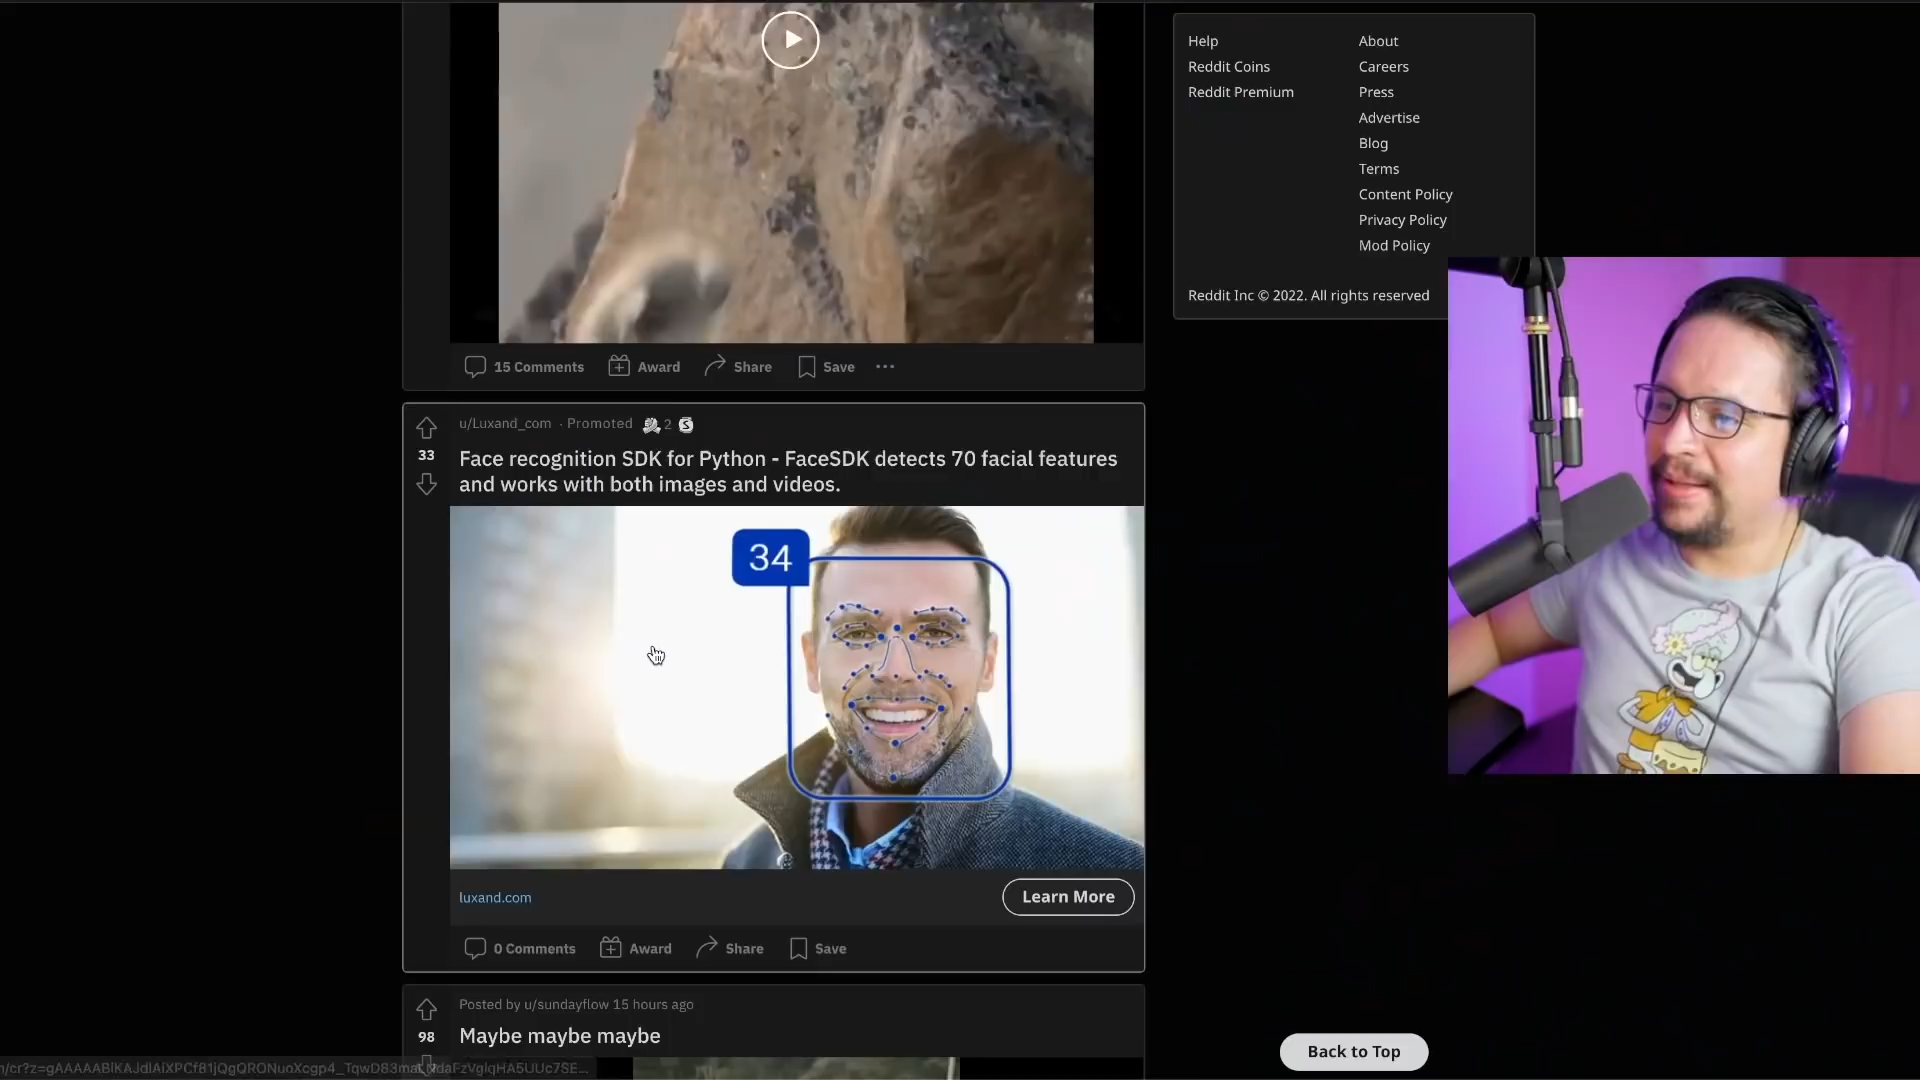 Help
Reddit Coins
Reddit Premium
About
Careers
Press
Advertise
Blog
Terms
Content Policy
Privacy Policy
Mod Policy
Reddit Inc © 2022. All rights reserved
15 Comments Award Share Save
u/Luxand_com · Promoted 2
33
Face recognition SDK for Python - FaceSDK detects 70 facial features
and works with both images and videos.
34
luxand.com
Learn More
0 Comments Award Share Save
Posted by u/sundayflow 15 hours ago
98
Maybe maybe maybe
Back to Top